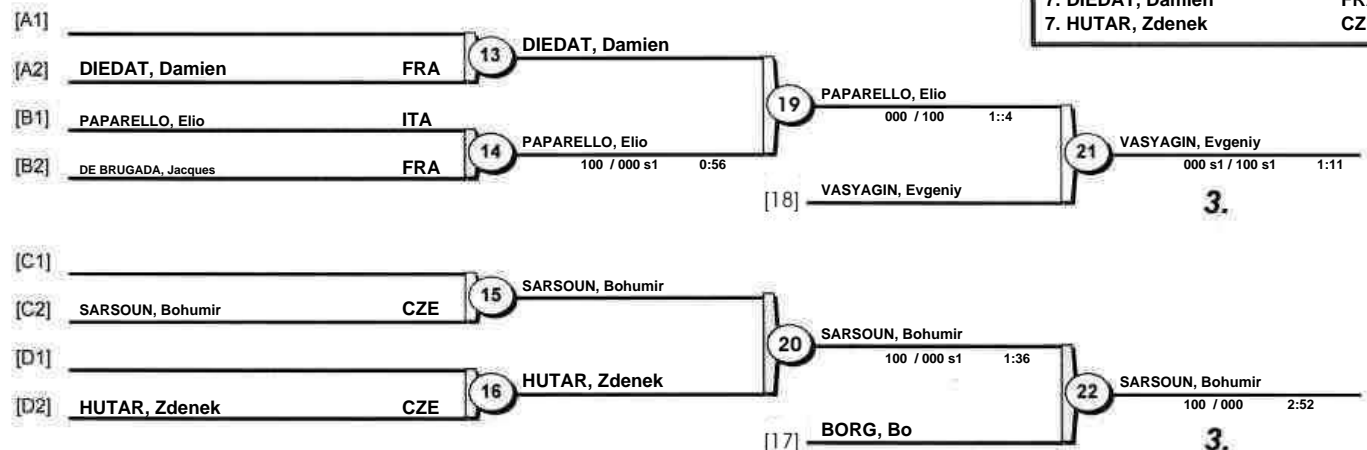 7. DIEDAT, Damien
7. HUTAR, Zdenek CZ
[A1]
13 DIEDAT, Damien
[A2] DIEDAT, Damien FRA
19 PAPARELLO, Elio
000 / 100 1::4
[B1] PAPARELLO, Elio ITA
14 PAPARELLO, Elio
100 / 000 s1 0:56
[B2] DE BRUGADA, Jacques FRA
21 VASYAGIN, Evgeniy
000 s1 / 100 s1 1:11
[18] VASYAGIN, Evgeniy
3.
[C1]
15 SARSOUN, Bohumir
[C2] SARSOUN, Bohumir CZE
20 SARSOUN, Bohumir
100 / 000 s1 1:36
[D1]
16 HUTAR, Zdenek
[D2] HUTAR, Zdenek CZE
22 SARSOUN, Bohumir
100 / 000 2:52
[17] BORG, Bo
3.